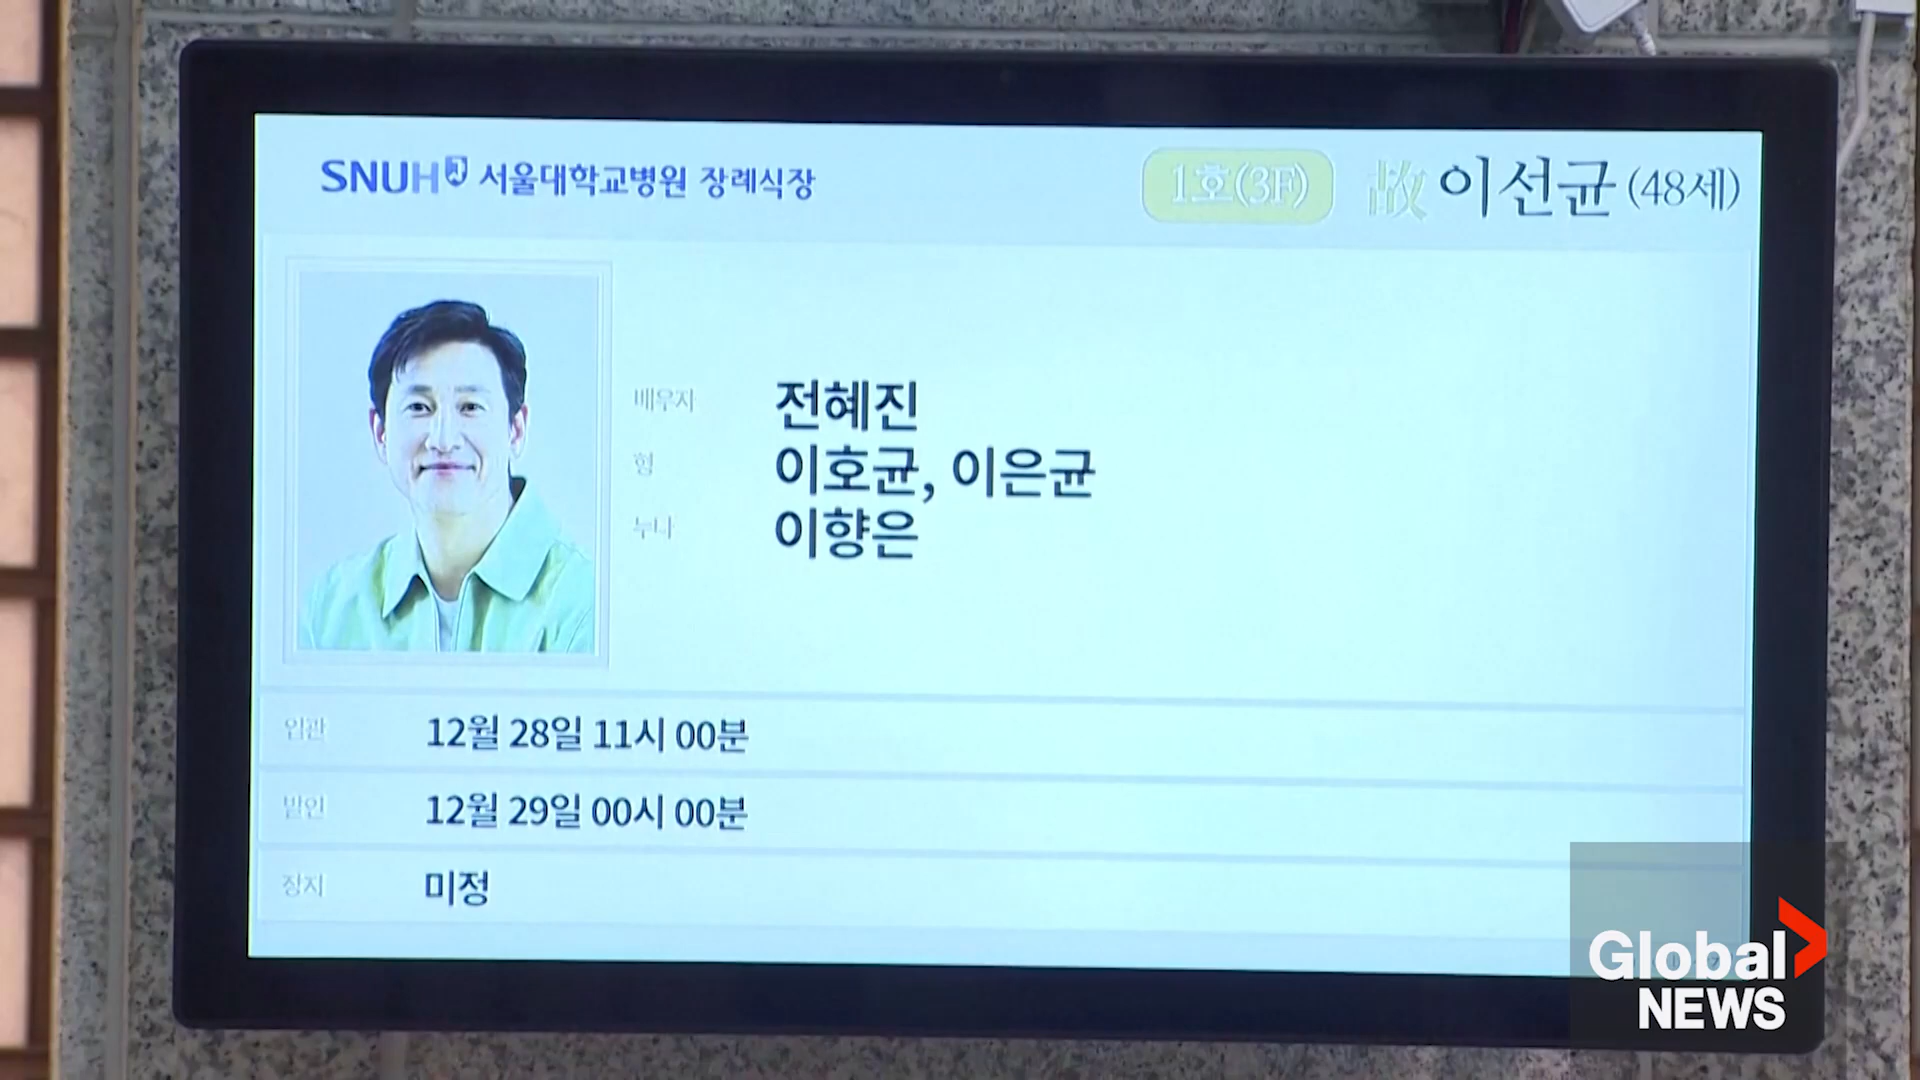 SNUH 서울대학교병원 장례식장
1호(3F) 故 이선균 (48세)
배우자 전혜진
형 이호균, 이은균
누나 이향은
입관 12월 28일 11시 00분
발인 12월 29일 00시 00분
장지 미정
Global
NEWS